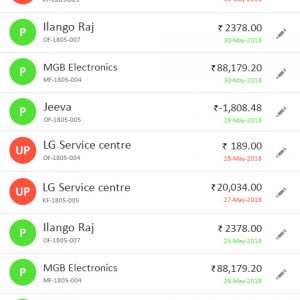 P
Ilango Raj
OF-1805-007
₹ 2378.00
30-May-2018
P
MGB Electronics
MF-1805-004
₹88,179.20
30-May-2018
P
Jeeva
OF-1805-005
₹-1,808.48
28-May-2018
UP
LG Service centre
OF-1805-004
₹ 189.00
28-May-2018
UP
LG Service centre
KF-1805-005
₹20,034.00
27-May-2018
P
Ilango Raj
OF-1805-007
₹ 2378.00
26-May-2018
P
MGB Electronics
MF-1805-004
₹88,179.20
26-May-2018